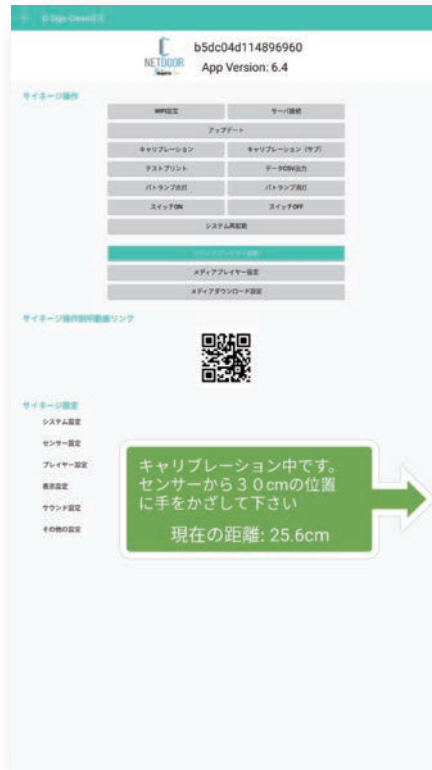 D-Sign Clean設定
NETDOOR
b5dc04d114896960
App Version: 6.4
サイネージ操作
WIFI設定
サーバ接続
アップデート
キャリブレーション
キャリブレーション（サブ）
テストプリント
データCSV出力
パトランプ点灯
パトランプ消灯
スイッチON
スイッチOFF
システム再起動
メディアプレイヤー設定
メディアダウンロード設定
サイネージ操作説明動画リンク
サイネージ設定
システム設定
センサー設定
プレイヤー設定
表示設定
サウンド設定
その他の設定
キャリブレーション中です。
センサーから３０cmの位置
に手をかざして下さい
現在の距離: 25.6cm